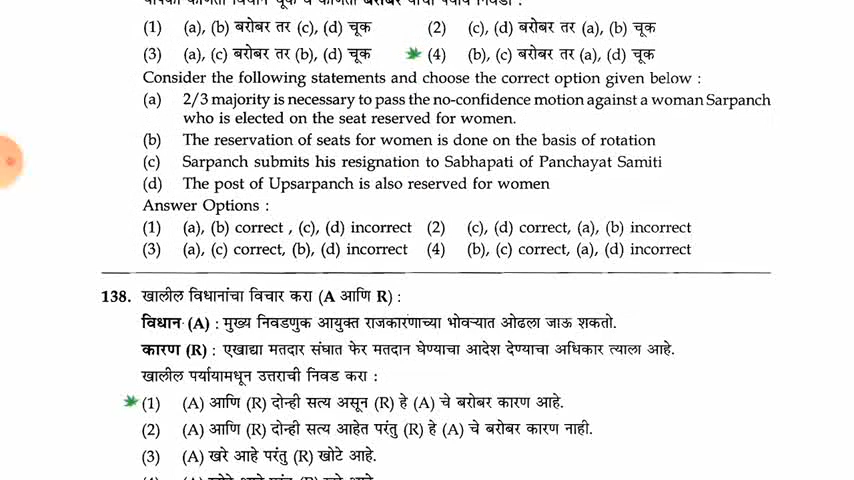 (1) (a), (b) बरोबर तर (c), (d) चूक (2) (c), (d) बरोबर तर (a), (b) चूक
(3) (a), (c) बरोबर तर (b), (d) चूक (4) (b), (c) बरोबर तर (a), (d) चूक
Consider the following statements and choose the correct option given below :
(a) 2/3 majority is necessary to pass the no-confidence motion against a woman Sarpanch
who is elected on the seat reserved for women.
(b) The reservation of seats for women is done on the basis of rotation
(c) Sarpanch submits his resignation to Sabhapati of Panchayat Samiti
(d) The post of Upsarpanch is also reserved for women
Answer Options :
(1) (a), (b) correct , (c), (d) incorrect (2) (c), (d) correct, (a), (b) incorrect
(3) (a), (c) correct, (b), (d) incorrect (4) (b), (c) correct, (a), (d) incorrect
138. खालील विधानांचा विचार करा (A आणि R) :
विधान (A) : मुख्य निवडणुक आयुक्त राजकारणाच्या भोवऱ्यात ओढला जाऊ शकतो.
कारण (R) : एखाद्या मतदार संघात फेर मतदान घेण्याचा आदेश देण्याचा अधिकार त्याला आहे.
खालील पर्यायामधून उत्तराची निवड करा :
(1) (A) आणि (R) दोन्ही सत्य असून (R) हे (A) चे बरोबर कारण आहे.
(2) (A) आणि (R) दोन्ही सत्य आहेत परंतु (R) हे (A) चे बरोबर कारण नाही.
(3) (A) खरे आहे परंतु (R) खोटे आहे.